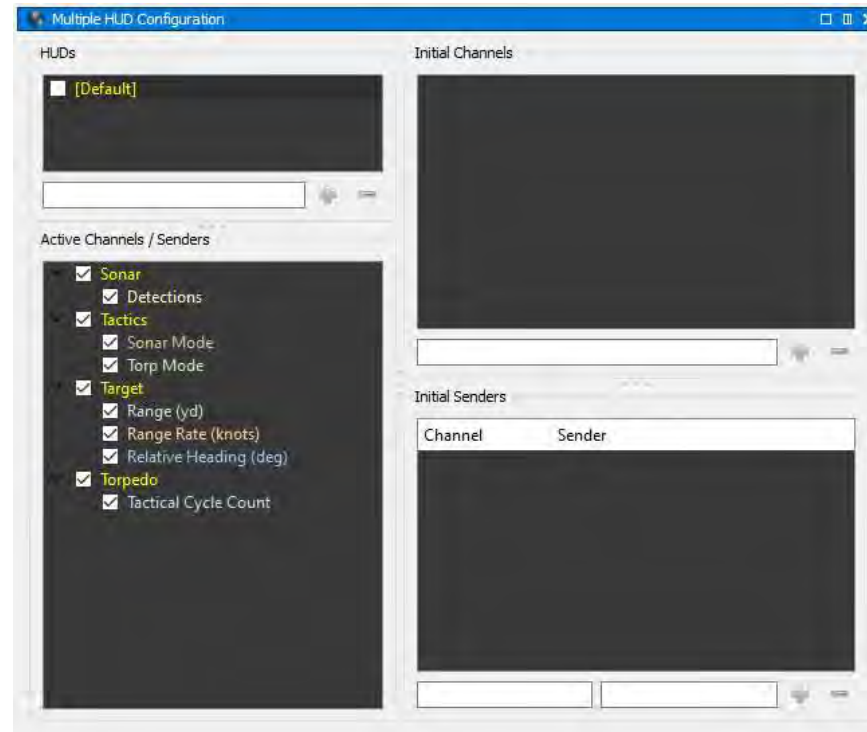 Multiple HUD Configuration
HUDs
[Default]
Active Channels / Senders
Sonar
Detections
Tactics
Sonar Mode
Torp Mode
Target
Range (yd)
Range Rate (knots)
Relative Heading (deg)
Torpedo
Tactical Cycle Count
Initial Channels
Initial Senders
Channel Sender